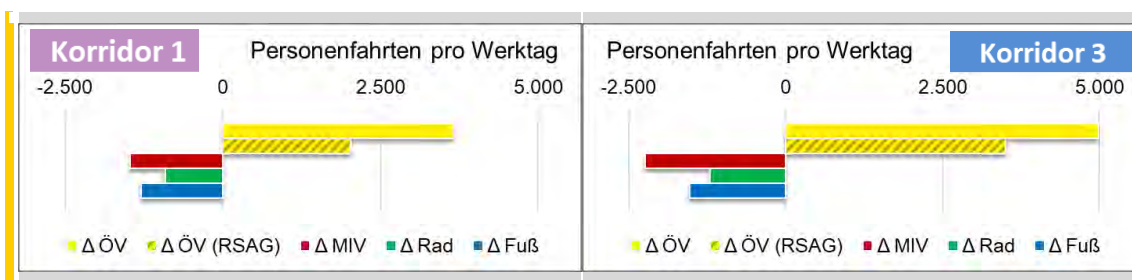 Korridor 1
Personenfahrten pro Werktag
-2.500 0 2.500 5.000
Δ ÖV Δ ÖV (RSAG) Δ MIV Δ Rad Δ Fuß
Personenfahrten pro Werktag
Korridor 3
-2.500 0 2.500 5.000
Δ ÖV Δ ÖV (RSAG) Δ MIV Δ Rad Δ Fuß